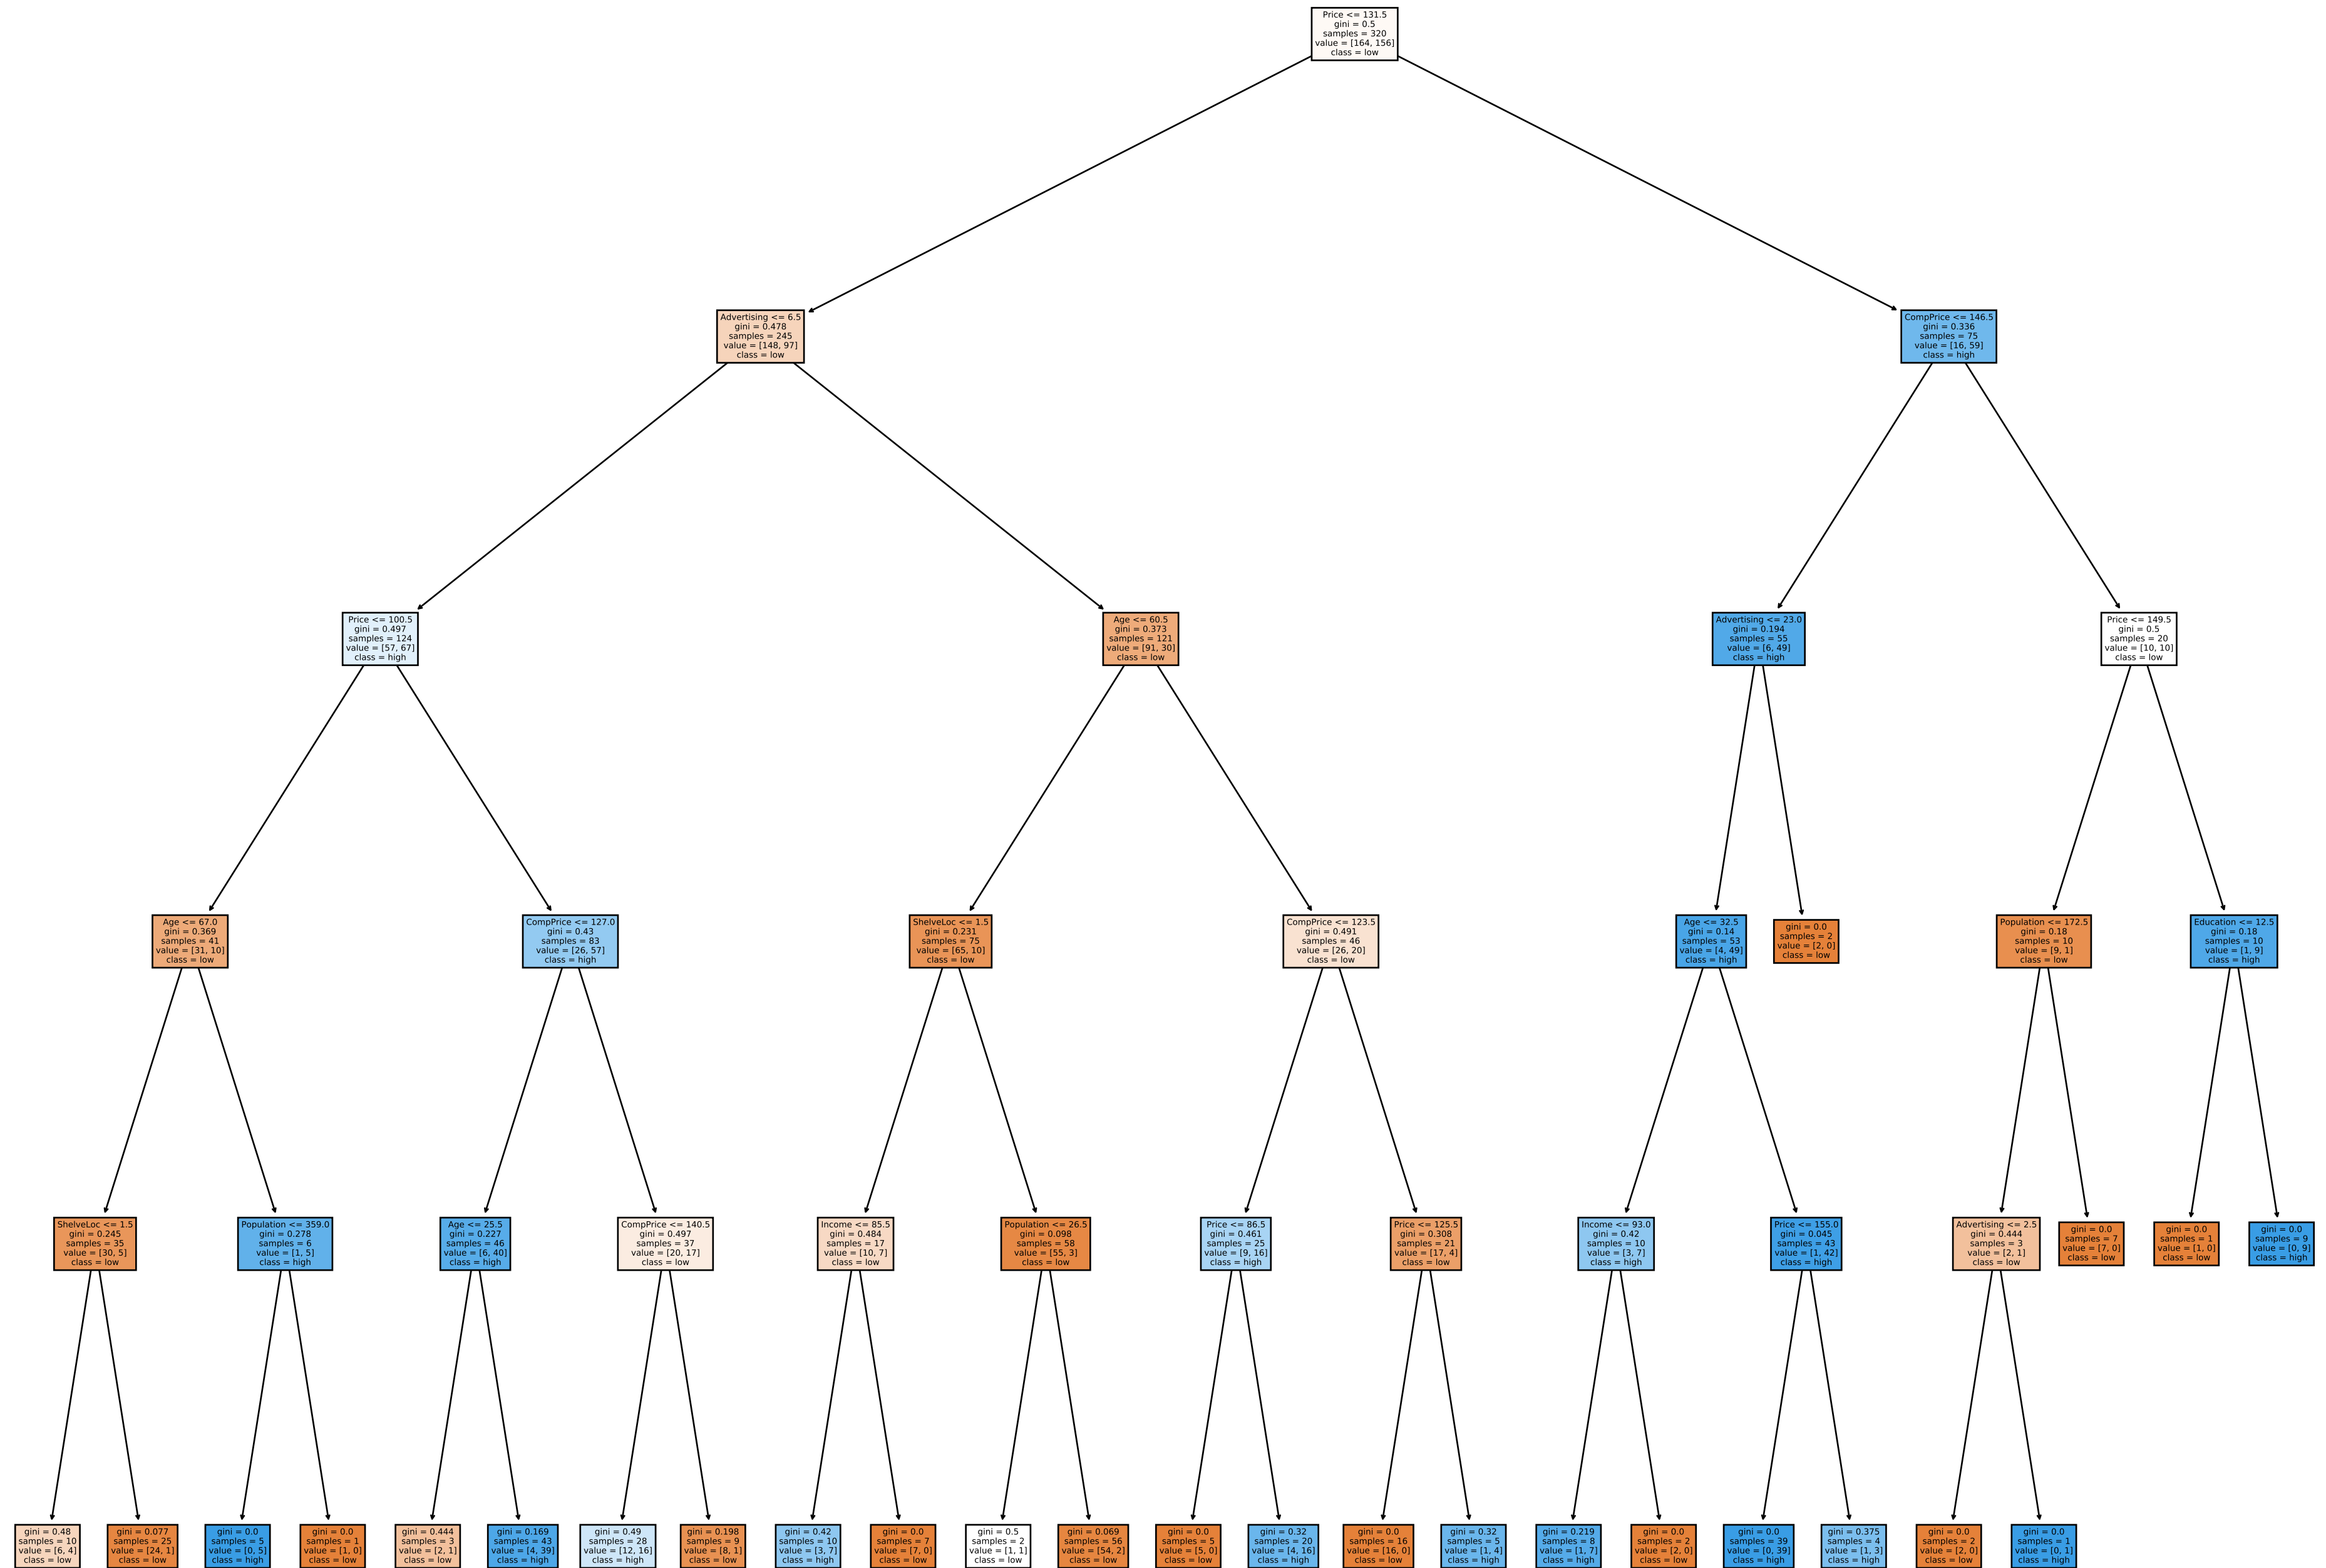 Price <= 131.5
gini = 0.5
samples = 320
value = [164, 156]
class = low
Advertising <= 6.5
gini = 0.478
samples = 245
value = [148, 97]
class = low
CompPrice <= 146.5
gini = 0.336
samples = 75
value = [16, 59]
class = high
Price <= 100.5
gini = 0.497
samples = 124
value = [57, 67]
class = high
Age <= 60.5
gini = 0.373
samples = 121
value = [91, 30]
class = low
Advertising <= 23.0
gini = 0.194
samples = 55
value = [6, 49]
class = high
Price <= 149.5
gini = 0.5
samples = 20
value = [10, 10]
class = low
Age <= 67.0
gini = 0.369
samples = 41
value = [31, 10]
class = low
CompPrice <= 127.0
gini = 0.43
samples = 83
value = [26, 57]
class = high
ShelveLoc <= 1.5
gini = 0.231
samples = 75
value = [65, 10]
class = low
CompPrice <= 123.5
gini = 0.491
samples = 46
value = [26, 20]
class = low
Age <= 32.5
gini = 0.14
samples = 53
value = [4, 49]
class = high
gini = 0.0
samples = 2
value = [2, 0]
class = low
Population <= 172.5
gini = 0.18
samples = 10
value = [9, 1]
class = low
Education <= 12.5
gini = 0.18
samples = 10
value = [1, 9]
class = high
ShelveLoc <= 1.5
gini = 0.245
samples = 35
value = [30, 5]
class = low
Population <= 359.0
gini = 0.278
samples = 6
value = [1, 5]
class = high
Age <= 25.5
gini = 0.227
samples = 46
value = [6, 40]
class = high
CompPrice <= 140.5
gini = 0.497
samples = 37
value = [20, 17]
class = low
Income <= 85.5
gini = 0.484
samples = 17
value = [10, 7]
class = low
Population <= 26.5
gini = 0.098
samples = 58
value = [55, 3]
class = low
Price <= 86.5
gini = 0.461
samples = 25
value = [9, 16]
class = high
Price <= 125.5
gini = 0.308
samples = 21
value = [17, 4]
class = low
Income <= 93.0
gini = 0.42
samples = 10
value = [3, 7]
class = high
Price <= 155.0
gini = 0.045
samples = 43
value = [1, 42]
class = high
Advertising <= 2.5
gini = 0.444
samples = 3
value = [2, 1]
class = low
gini = 0.0
samples = 7
value = [7, 0]
class = low
gini = 0.0
samples = 1
value = [1, 0]
class = low
gini = 0.0
samples = 9
value = [0, 9]
class = high
gini = 0.48
samples = 10
value = [6, 4]
class = low
gini = 0.077
samples = 25
value = [24, 1]
class = low
gini = 0.0
samples = 5
value = [0, 5]
class = high
gini = 0.0
samples = 1
value = [1, 0]
class = low
gini = 0.444
samples = 3
value = [2, 1]
class = low
gini = 0.169
samples = 43
value = [4, 39]
class = high
gini = 0.49
samples = 28
value = [12, 16]
class = high
gini = 0.198
samples = 9
value = [8, 1]
class = low
gini = 0.42
samples = 10
value = [3, 7]
class = high
gini = 0.0
samples = 7
value = [7, 0]
class = low
gini = 0.5
samples = 2
value = [1, 1]
class = low
gini = 0.069
samples = 56
value = [54, 2]
class = low
gini = 0.0
samples = 5
value = [5, 0]
class = low
gini = 0.32
samples = 20
value = [4, 16]
class = high
gini = 0.0
samples = 16
value = [16, 0]
class = low
gini = 0.32
samples = 5
value = [1, 4]
class = high
gini = 0.219
samples = 8
value = [1, 7]
class = high
gini = 0.0
samples = 2
value = [2, 0]
class = low
gini = 0.0
samples = 39
value = [0, 39]
class = high
gini = 0.375
samples = 4
value = [1, 3]
class = high
gini = 0.0
samples = 2
value = [2, 0]
class = low
gini = 0.0
samples = 1
value = [0, 1]
class = high